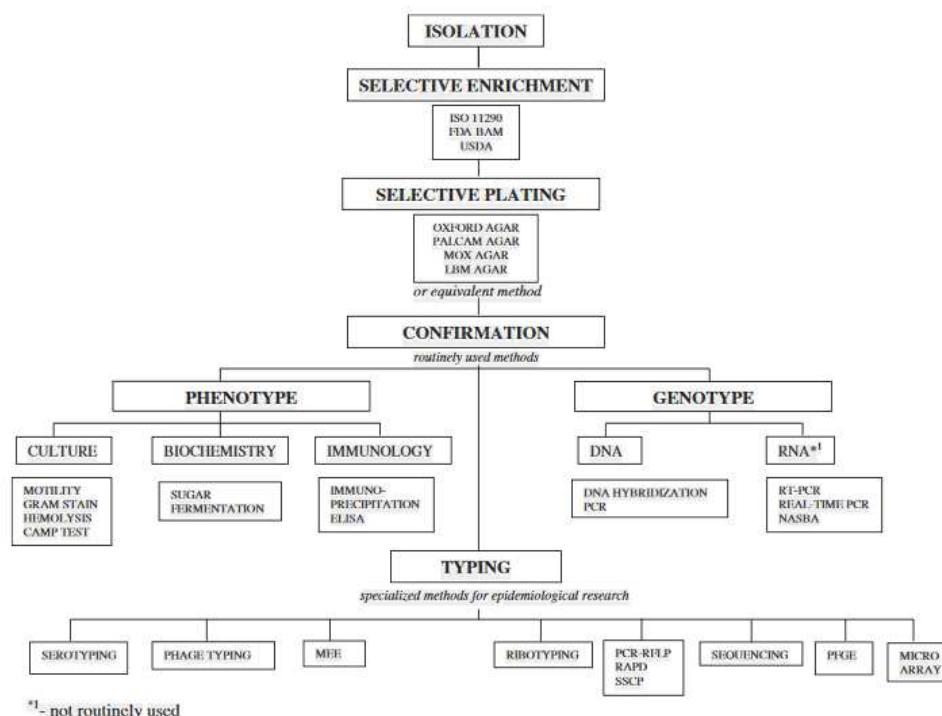 ISOLATION
SELECTIVE ENRICHMENT
ISO 11290
FDA BAM
USDA
SELECTIVE PLATING
OXFORD AGAR
PALCAM AGAR
MOX AGAR
LBM AGAR
or equivalent method
CONFIRMATION
routinely used methods
PHENOTYPE
GENOTYPE
CULTURE
BIOCHEMISTRY
IMMUNOLOGY
DNA
RNA*1
MOTILITY
GRAM STAIN
HEMOLYSIS
CAMP TEST
SUGAR
FERMENTATION
IMMUNO-
PRECIPITATION
ELISA
DNA HYBRIDIZATION
PCR
RT-PCR
REAL-TIME PCR
NASBA
TYPING
specialized methods for epidemiological research
SEROTYPING
PHAGE TYPING
MEE
RIBOTYPING
PCR-RFLP
RAPD
SSCP
SEQUENCING
PFGE
MICRO
ARRAY
*1- not routinely used